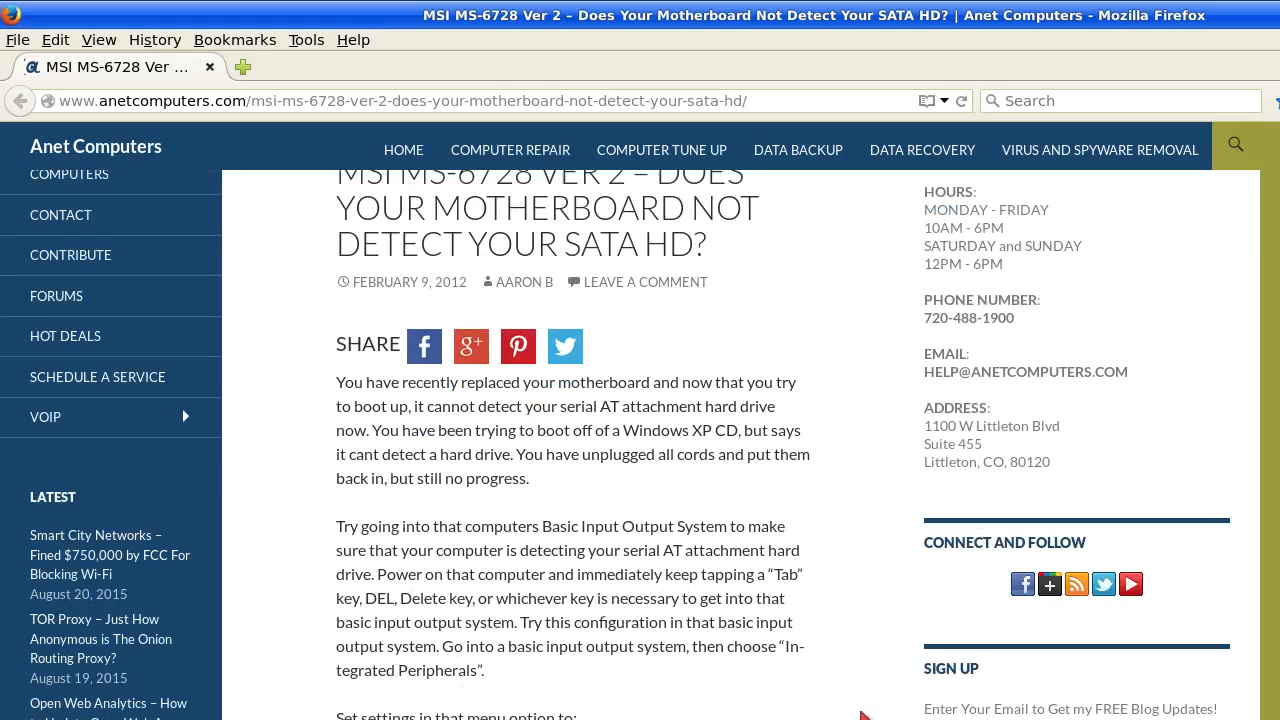 MSI MS-6728 Ver 2 – Does Your Motherboard Not Detect Your SATA HD? | Anet Computers - Mozilla Firefox
File Edit View History Bookmarks Tools Help
MSI MS-6728 Ver ...
www.anetcomputers.com/msi-ms-6728-ver-2-does-your-motherboard-not-detect-your-sata-hd/
Search
Anet Computers
HOME COMPUTER REPAIR COMPUTER TUNE UP DATA BACKUP DATA RECOVERY VIRUS AND SPYWARE REMOVAL
COMPUTERS
CONTACT
CONTRIBUTE
FORUMS
HOT DEALS
SCHEDULE A SERVICE
VOIP
LATEST
Smart City Networks –
Fined $750,000 by FCC For
Blocking Wi-Fi
August 20, 2015
TOR Proxy – Just How
Anonymous is The Onion
Routing Proxy?
August 19, 2015
Open Web Analytics – How
MSI MS-6728 VER 2 – DOES
YOUR MOTHERBOARD NOT
DETECT YOUR SATA HD?
FEBRUARY 9, 2012 AARON B LEAVE A COMMENT
SHARE
You have recently replaced your motherboard and now that you try
to boot up, it cannot detect your serial AT attachment hard drive
now. You have been trying to boot off of a Windows XP CD, but says
it cant detect a hard drive. You have unplugged all cords and put them
back in, but still no progress.
Try going into that computers Basic Input Output System to make
sure that your computer is detecting your serial AT attachment hard
drive. Power on that computer and immediately keep tapping a “Tab”
key, DEL, Delete key, or whichever key is necessary to get into that
basic input output system. Try this configuration in that basic input
output system. Go into a basic input output system, then choose “In-
tegrated Peripherals”.
Set settings in that menu option to:
HOURS:
MONDAY - FRIDAY
10AM - 6PM
SATURDAY and SUNDAY
12PM - 6PM
PHONE NUMBER:
720-488-1900
EMAIL:
HELP@ANETCOMPUTERS.COM
ADDRESS:
1100 W Littleton Blvd
Suite 455
Littleton, CO, 80120
CONNECT AND FOLLOW
SIGN UP
Enter Your Email to Get my FREE Blog Updates!